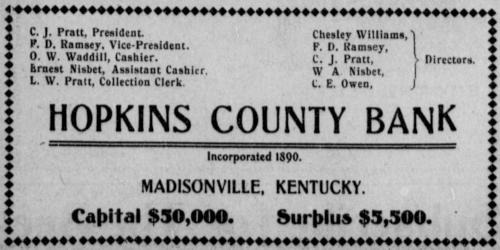 C. J. Pratt, President.
F. D. Ramsey, Vice-President.
O. W. Waddill, Cashier.
Ernest Nisbet, Assistant Cashier.
L. W. Pratt, Collection Clerk.
Chesley Williams,
F. D. Ramsey,
C. J. Pratt,
W A Nisbet,
C. E. Owen,
Directors.
HOPKINS COUNTY BANK
Incorporated 1890.
MADISONVILLE, KENTUCKY.
Capital $50,000. Surplus $5,500.